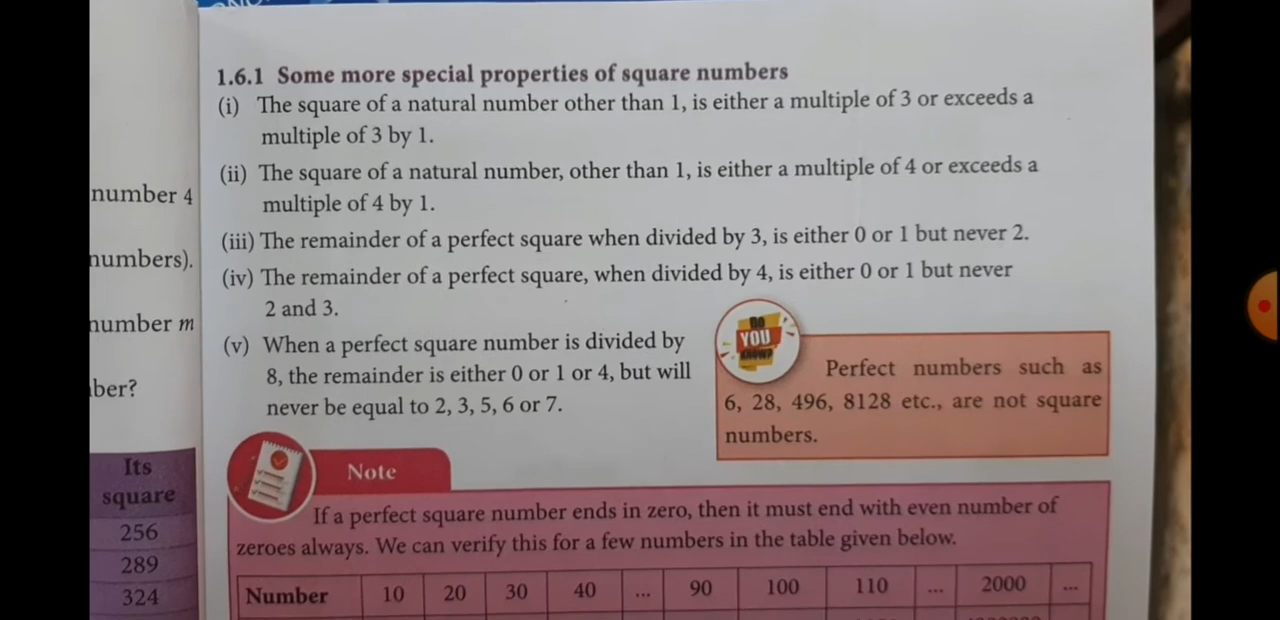 1.6.1 Some more special properties of square numbers
(i) The square of a natural number other than 1, is either a multiple of 3 or exceeds a
multiple of 3 by 1.
(ii) The square of a natural number, other than 1, is either a multiple of 4 or exceeds a
multiple of 4 by 1.
(iii) The remainder of a perfect square when divided by 3, is either 0 or 1 but never 2.
(iv) The remainder of a perfect square, when divided by 4, is either 0 or 1 but never
2 and 3.
(v) When a perfect square number is divided by
8, the remainder is either 0 or 1 or 4, but will
never be equal to 2, 3, 5, 6 or 7.
DO
YOU
KNOW?
Perfect numbers such as
6, 28, 496, 8128 etc., are not square
numbers.
Note
If a perfect square number ends in zero, then it must end with even number of
zeroes always. We can verify this for a few numbers in the table given below.
Number 10 20 30 40 ... 90 100 110 ... 2000 ...
number 4
numbers).
number m
ber?
Its
square
256
289
324